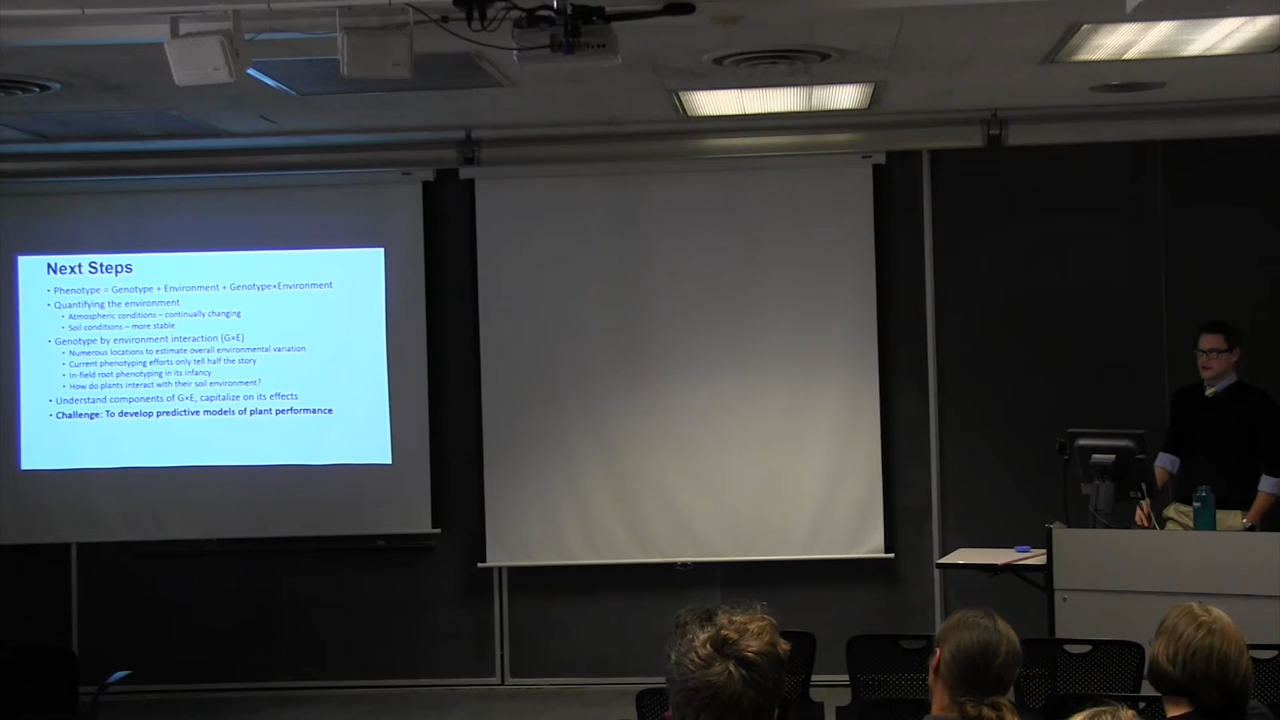 Next Steps
• Phenotype = Genotype + Environment + Genotype×Environment
• Quantifying the environment
• Atmospheric conditions – continually changing
• Soil conditions – more stable
• Genotype by environment interaction (G×E)
• Numerous locations to estimate overall environmental variation
• Current phenotyping efforts only tell half the story
• In-field root phenotyping in its infancy
• How do plants interact with their soil environment?
• Understand components of G×E, capitalize on its effects
• Challenge: To develop predictive models of plant performance